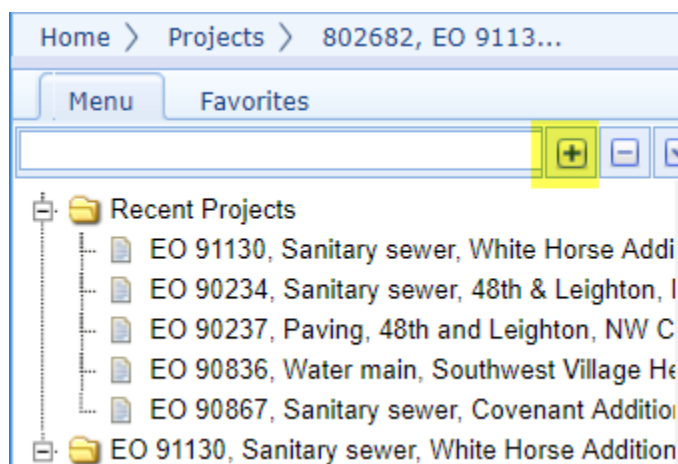 Home > Projects > 802682, EO 9113...
Menu Favorites
Recent Projects
EO 91130, Sanitary sewer, White Horse Addi
EO 90234, Sanitary sewer, 48th & Leighton,
EO 90237, Paving, 48th and Leighton, NW C
EO 90836, Water main, Southwest Village He
EO 90867, Sanitary sewer, Covenant Addition
EO 91130, Sanitary sewer, White Horse Addition